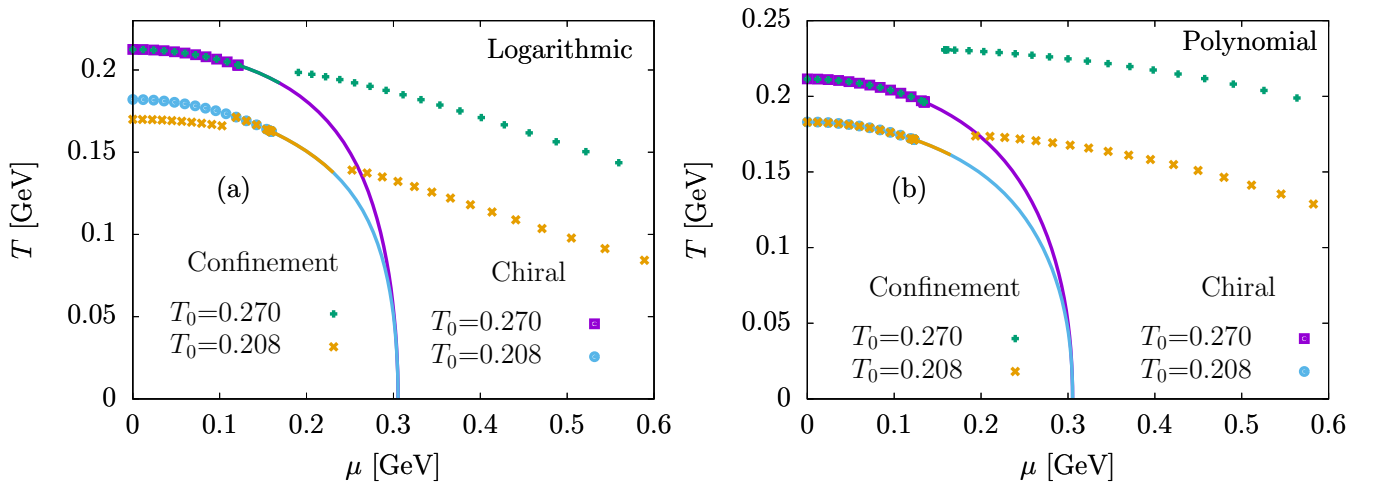 Logarithmic
(a)
Confinement
T₀=0.270
T₀=0.208
Chiral
T₀=0.270
T₀=0.208
0.2
0.15
0.1
0.05
0
0 0.1 0.2 0.3 0.4 0.5 0.6
T [GeV]
μ [GeV]
Polynomial
(b)
Confinement
T₀=0.270
T₀=0.208
Chiral
T₀=0.270
T₀=0.208
0.25
0.2
0.15
0.1
0.05
0
0 0.1 0.2 0.3 0.4 0.5 0.6
T [GeV]
μ [GeV]